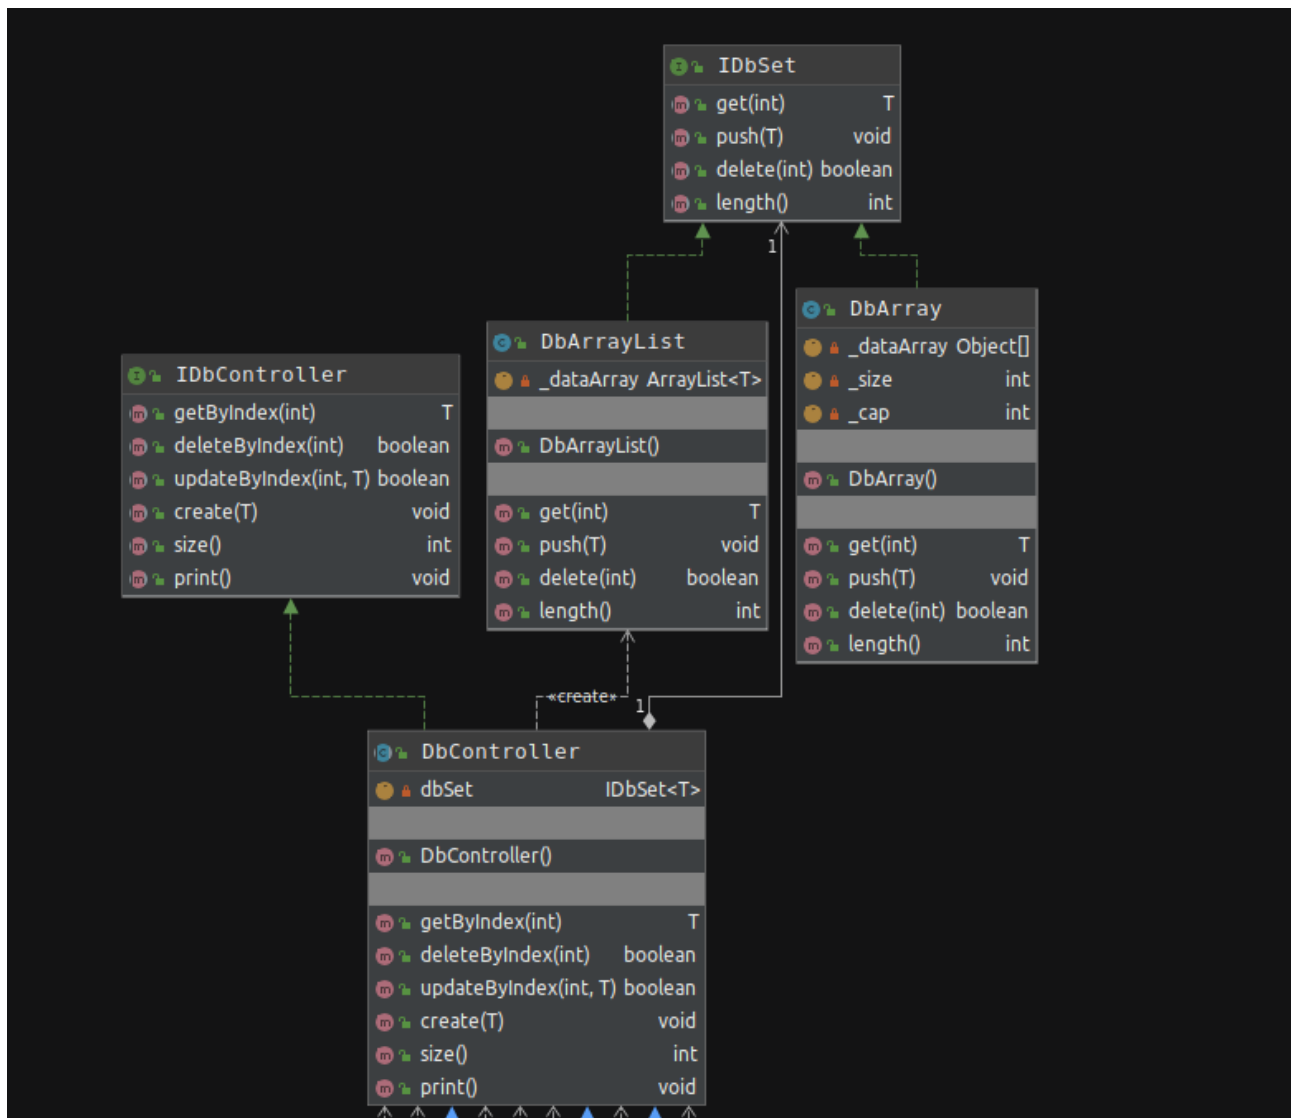 IDbSet
get(int) T
push(T) void
delete(int) boolean
length() int
1
DbArray
_dataArray Object[]
_size int
_cap int
DbArray()
get(int) T
push(T) void
delete(int) boolean
length() int
DbArrayList
_dataArray ArrayList<T>
DbArrayList()
get(int) T
push(T) void
delete(int) boolean
length() int
IDbController
getByIndex(int) T
deleteByIndex(int) boolean
updateByIndex(int, T) boolean
create(T) void
size() int
print() void
«create»
1
DbController
dbSet IDbSet<T>
DbController()
getByIndex(int) T
deleteByIndex(int) boolean
updateByIndex(int, T) boolean
create(T) void
size() int
print() void